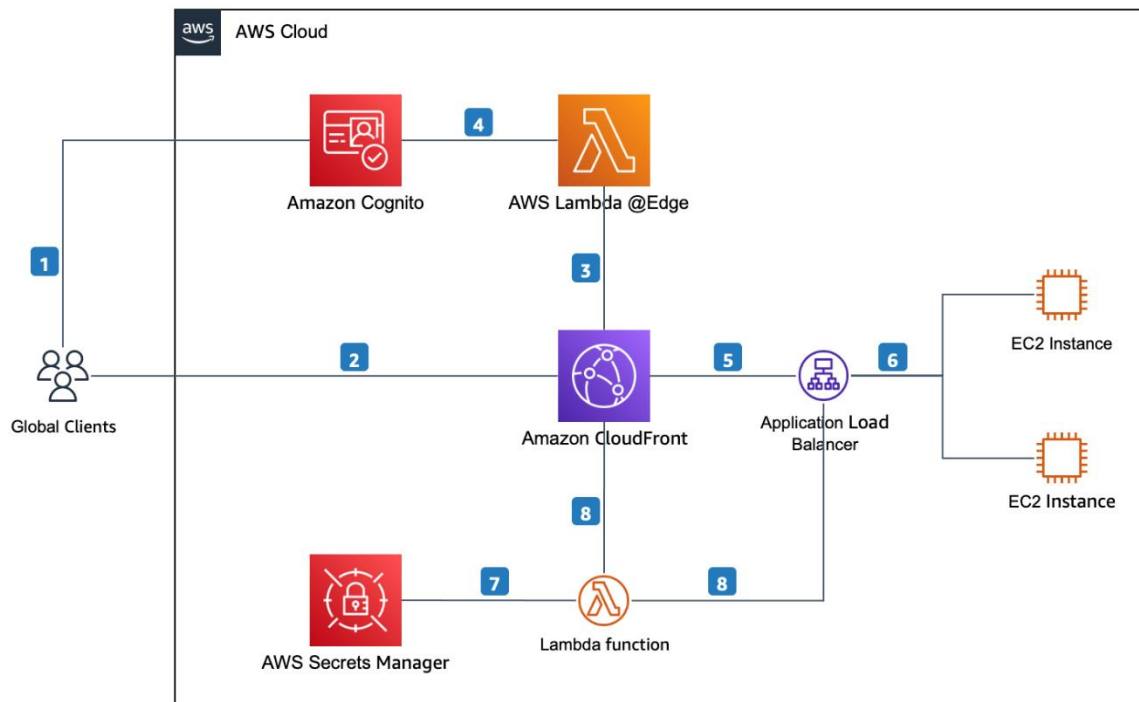 aws
AWS Cloud
4
Amazon Cognito
AWS Lambda @Edge
1
3
EC2 Instance
2
5
6
Global Clients
Amazon CloudFront
Application Load
Balancer
EC2 Instance
8
7
8
Lambda function
AWS Secrets Manager